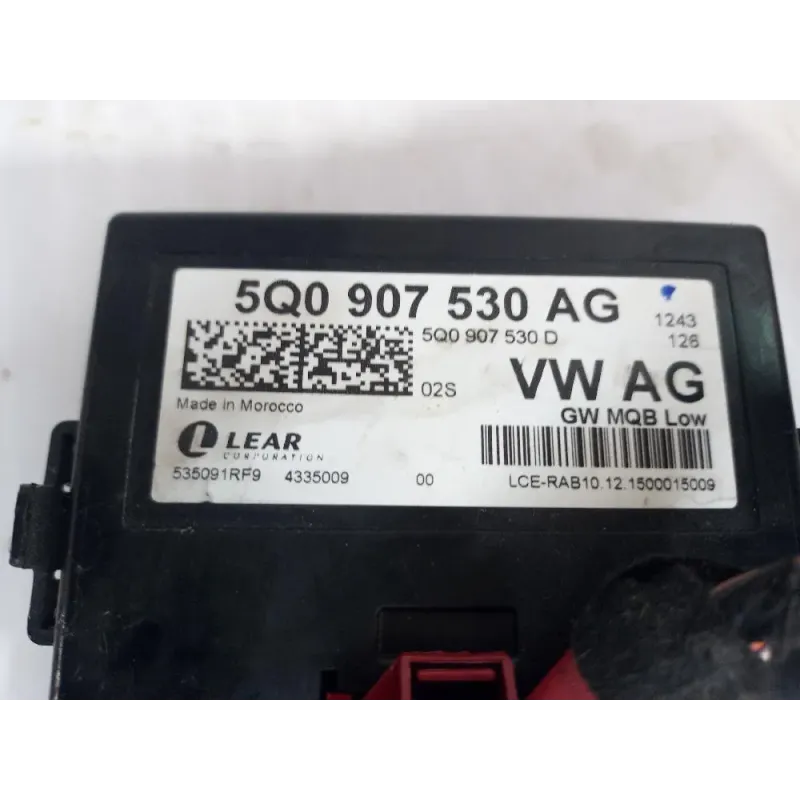 5Q0 907 530 AG
1243
5Q0 907 530 D
126
02S
VW AG
Made in Morocco
GW MQB Low
LEAR
CORPORATION
535091RF9 4335009 00
LCE-RAB10.12.1500015009